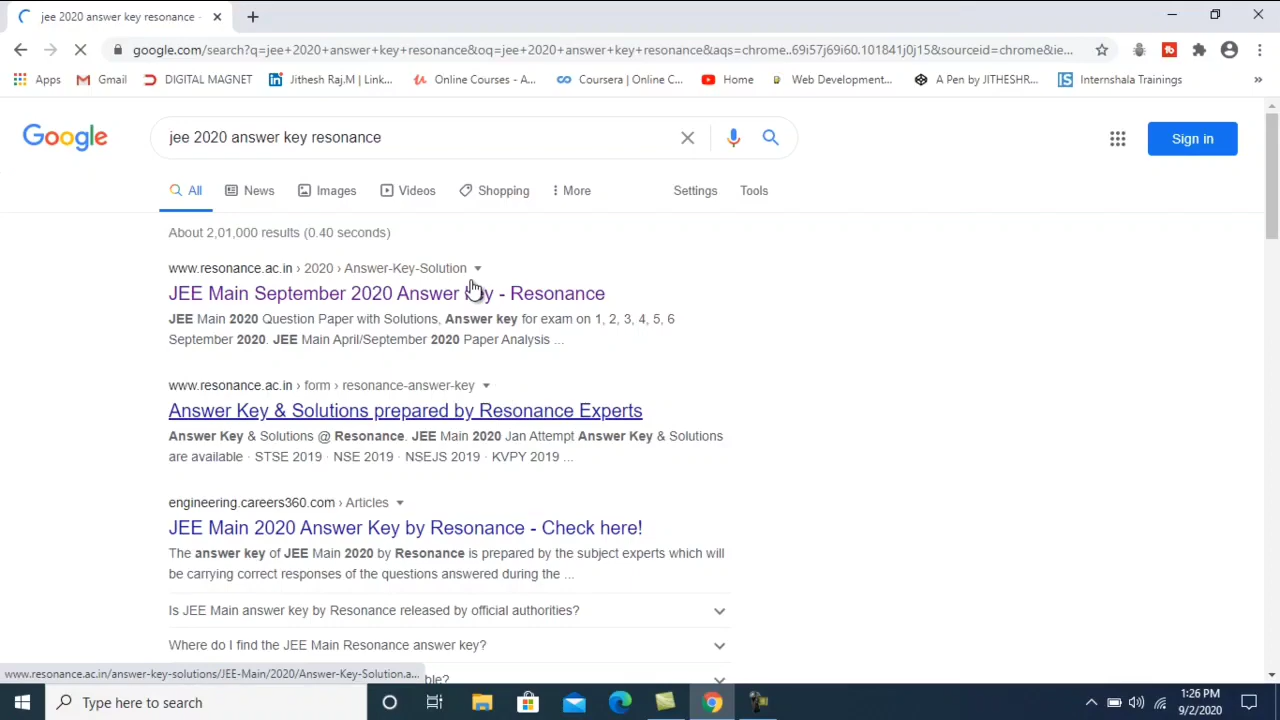 jee 2020 answer key resonance -
google.com/search?q=jee+2020+answer+key+resonance&oq=jee+2020+answer+key+resonance&aqs=chrome..69i57j69i60.101841j0j15&sourceid=chrome&ie...
Apps Gmail DIGITAL MAGNET Jithesh Raj.M | Link... Online Courses - A... Coursera | Online C... Home Web Development... A Pen by JITHESHR... Internshala Trainings »
Google jee 2020 answer key resonance Sign in
All News Images Videos Shopping More Settings Tools
About 2,01,000 results (0.40 seconds)
www.resonance.ac.in › 2020 › Answer-Key-Solution
JEE Main September 2020 Answer Key - Resonance
JEE Main 2020 Question Paper with Solutions, Answer key for exam on 1, 2, 3, 4, 5, 6
September 2020. JEE Main April/September 2020 Paper Analysis ...
www.resonance.ac.in › form › resonance-answer-key
Answer Key & Solutions prepared by Resonance Experts
Answer Key & Solutions @ Resonance. JEE Main 2020 Jan Attempt Answer Key & Solutions
are available · STSE 2019 · NSE 2019 · NSEJS 2019 · KVPY 2019 ...
engineering.careers360.com › Articles
JEE Main 2020 Answer Key by Resonance - Check here!
The answer key of JEE Main 2020 by Resonance is prepared by the subject experts which will
be carrying correct responses of the questions answered during the ...
Is JEE Main answer key by Resonance released by official authorities?
Where do I find the JEE Main Resonance answer key?
www.resonance.ac.in/answer-key-solutions/JEE-Main/2020/Answer-Key-Solution.a...
Type here to search
1:26 PM
9/2/2020